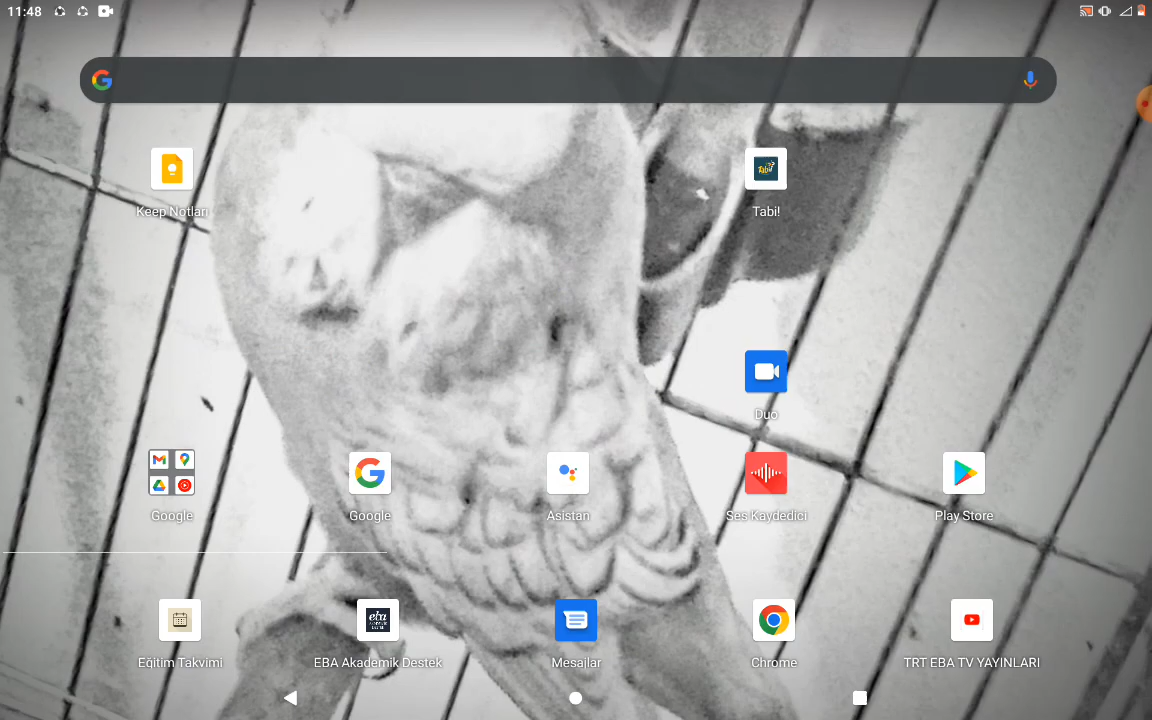 11:48
Keep Notları
Tabi!
Duo
Google
Google
Asistan
Ses Kaydedici
Play Store
Eğitim Takvimi
EBA Akademik Destek
Mesajlar
Chrome
TRT EBA TV YAYINLARI